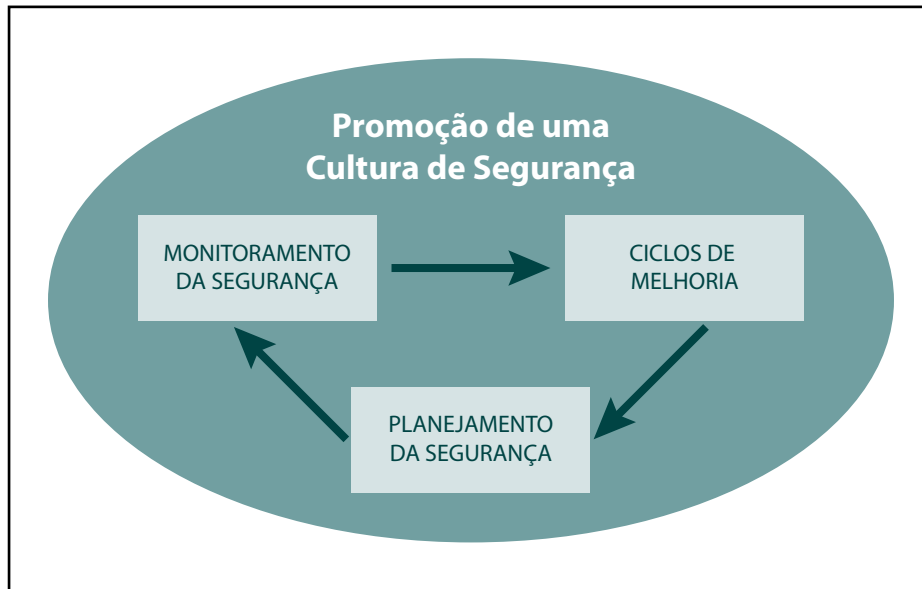 Promoção de uma
Cultura de Segurança
MONITORAMENTO
DA SEGURANÇA
CICLOS DE
MELHORIA
PLANEJAMENTO
DA SEGURANÇA